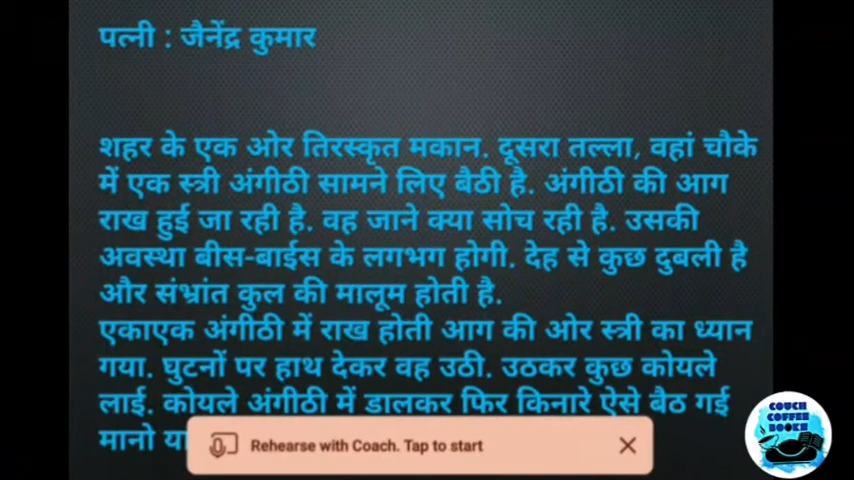 पत्नी : जैनेंद्र कुमार
शहर के एक ओर तिरस्कृत मकान. दूसरा तल्ला, वहां चौके
में एक स्त्री अंगीठी सामने लिए बैठी है. अंगीठी की आग
राख हुई जा रही है. वह जाने क्या सोच रही है. उसकी
अवस्था बीस-बाईस के लगभग होगी. देह से कुछ दुबली है
और संभ्रांत कुल की मालूम होती है.
एकाएक अंगीठी में राख होती आग की ओर स्त्री का ध्यान
गया. घुटनों पर हाथ देकर वह उठी. उठकर कुछ कोयले
लाई. कोयले अंगीठी में डालकर फिर किनारे ऐसे बैठ गई
मानो
Rehearse with Coach. Tap to start
COUCH
COFFEE
BOOKS